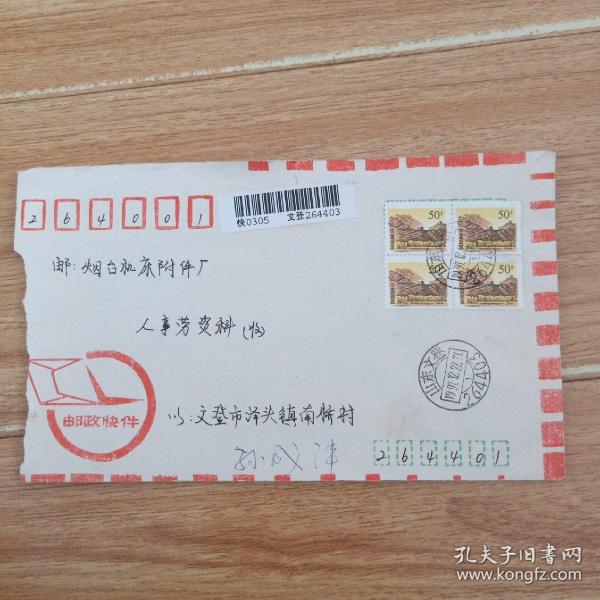 264001
快0305 文登264403
50分 50分
50分 50分
邮:烟台机床附件厂
人事劳资科(收)
山东文登
264403
邮政快件
以:文登市泽头镇南桥村
孙成津
264401
孔夫子旧书网
www.kongfz.com